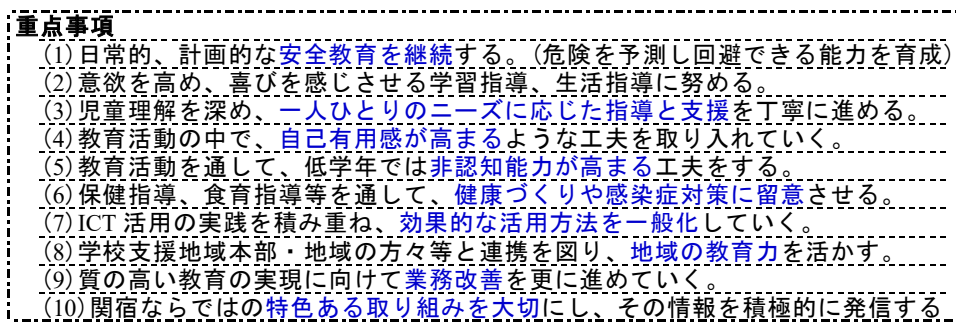 重点事項
(1)日常的、計画的な安全教育を継続する。(危険を予測し回避できる能力を育成)
(2)意欲を高め、喜びを感じさせる学習指導、生活指導に努める。
(3)児童理解を深め、一人ひとりのニーズに応じた指導と支援を丁寧に進める。
(4)教育活動の中で、自己有用感が高まるような工夫を取り入れていく。
(5)教育活動を通して、低学年では非認知能力が高まる工夫をする。
(6)保健指導、食育指導等を通して、健康づくりや感染症対策に留意させる。
(7)ICT 活用の実践を積み重ね、効果的な活用方法を一般化していく。
(8)学校支援地域本部・地域の方々等と連携を図り、地域の教育力を活かす。
(9)質の高い教育の実現に向けて業務改善を更に進めていく。
(10)関宿ならではの特色ある取り組みを大切にし、その情報を積極的に発信する